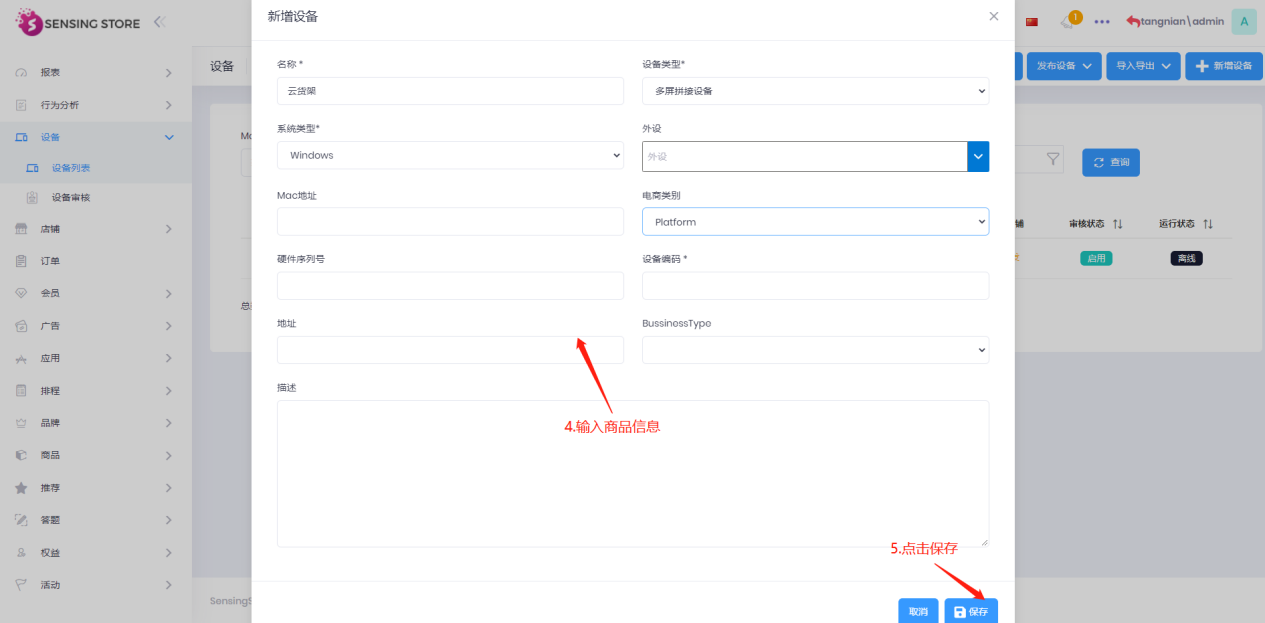 SENSING STORE
新增设备
1
tangnian\admin
A
报表
行为分析
设备
设备列表
设备审核
店铺
订单
会员
广告
应用
排程
品牌
商品
推荐
答题
权益
活动
设备
发布设备
导入导出
新增设备
查询
审核状态
运行状态
启用
离线
名称 *
云货架
设备类型*
多屏拼接设备
系统类型*
Windows
外设
外设
Mac地址
电商类别
Platform
硬件序列号
设备编码 *
地址
BussinessType
描述
4.输入商品信息
5.点击保存
取消
保存